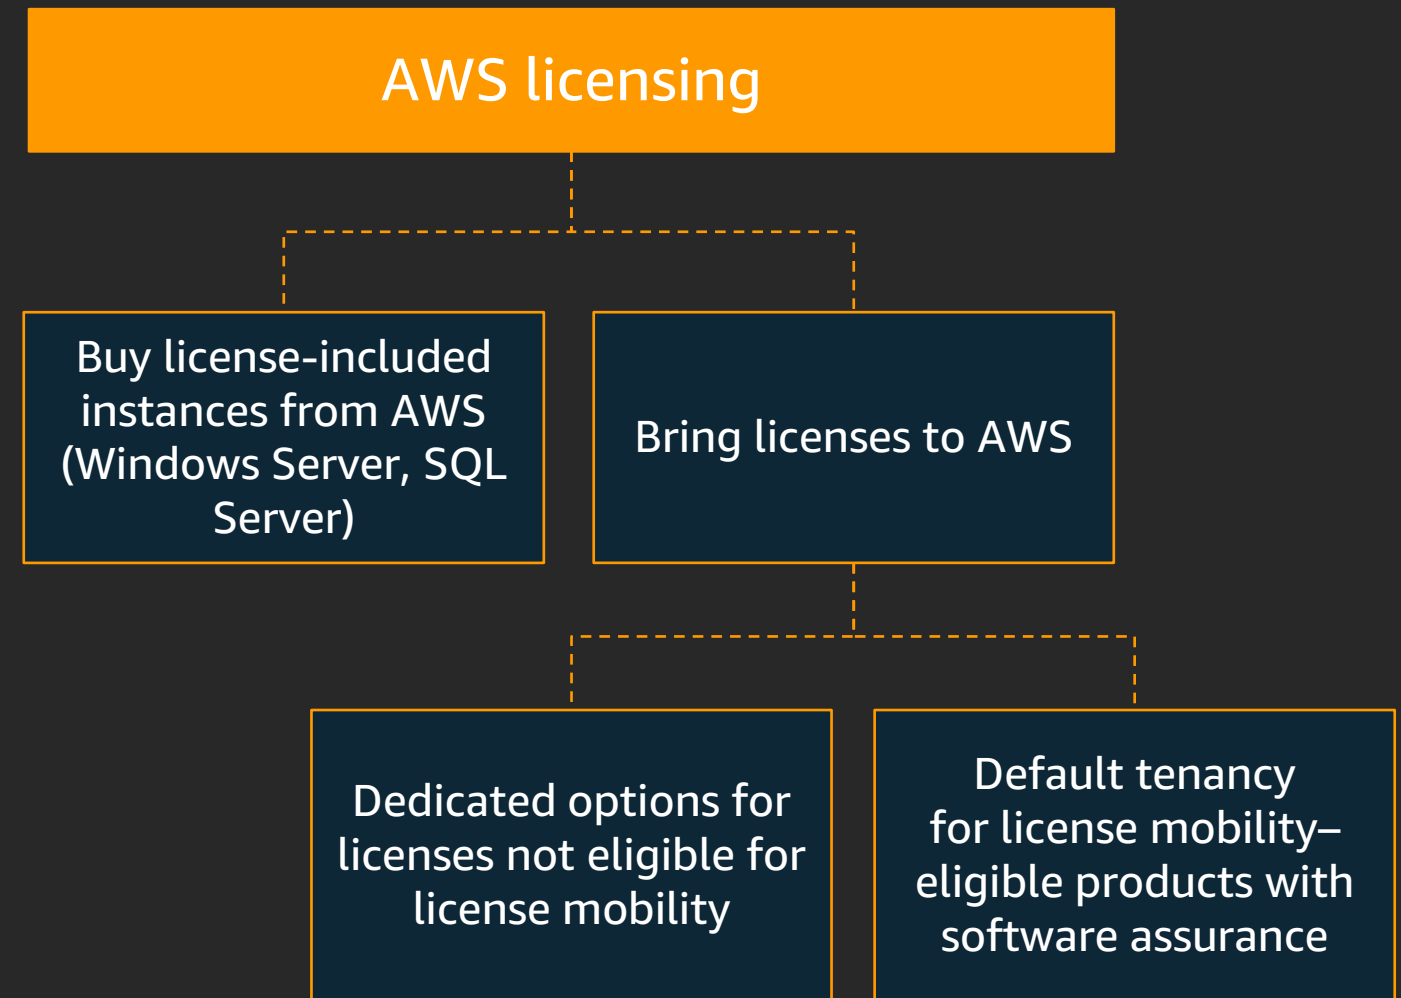 AWS licensing
Buy license-included
instances from AWS
(Windows Server, SQL
Server)
Bring licenses to AWS
Dedicated options for
licenses not eligible for
license mobility
Default tenancy
for license mobility–
eligible products with
software assurance